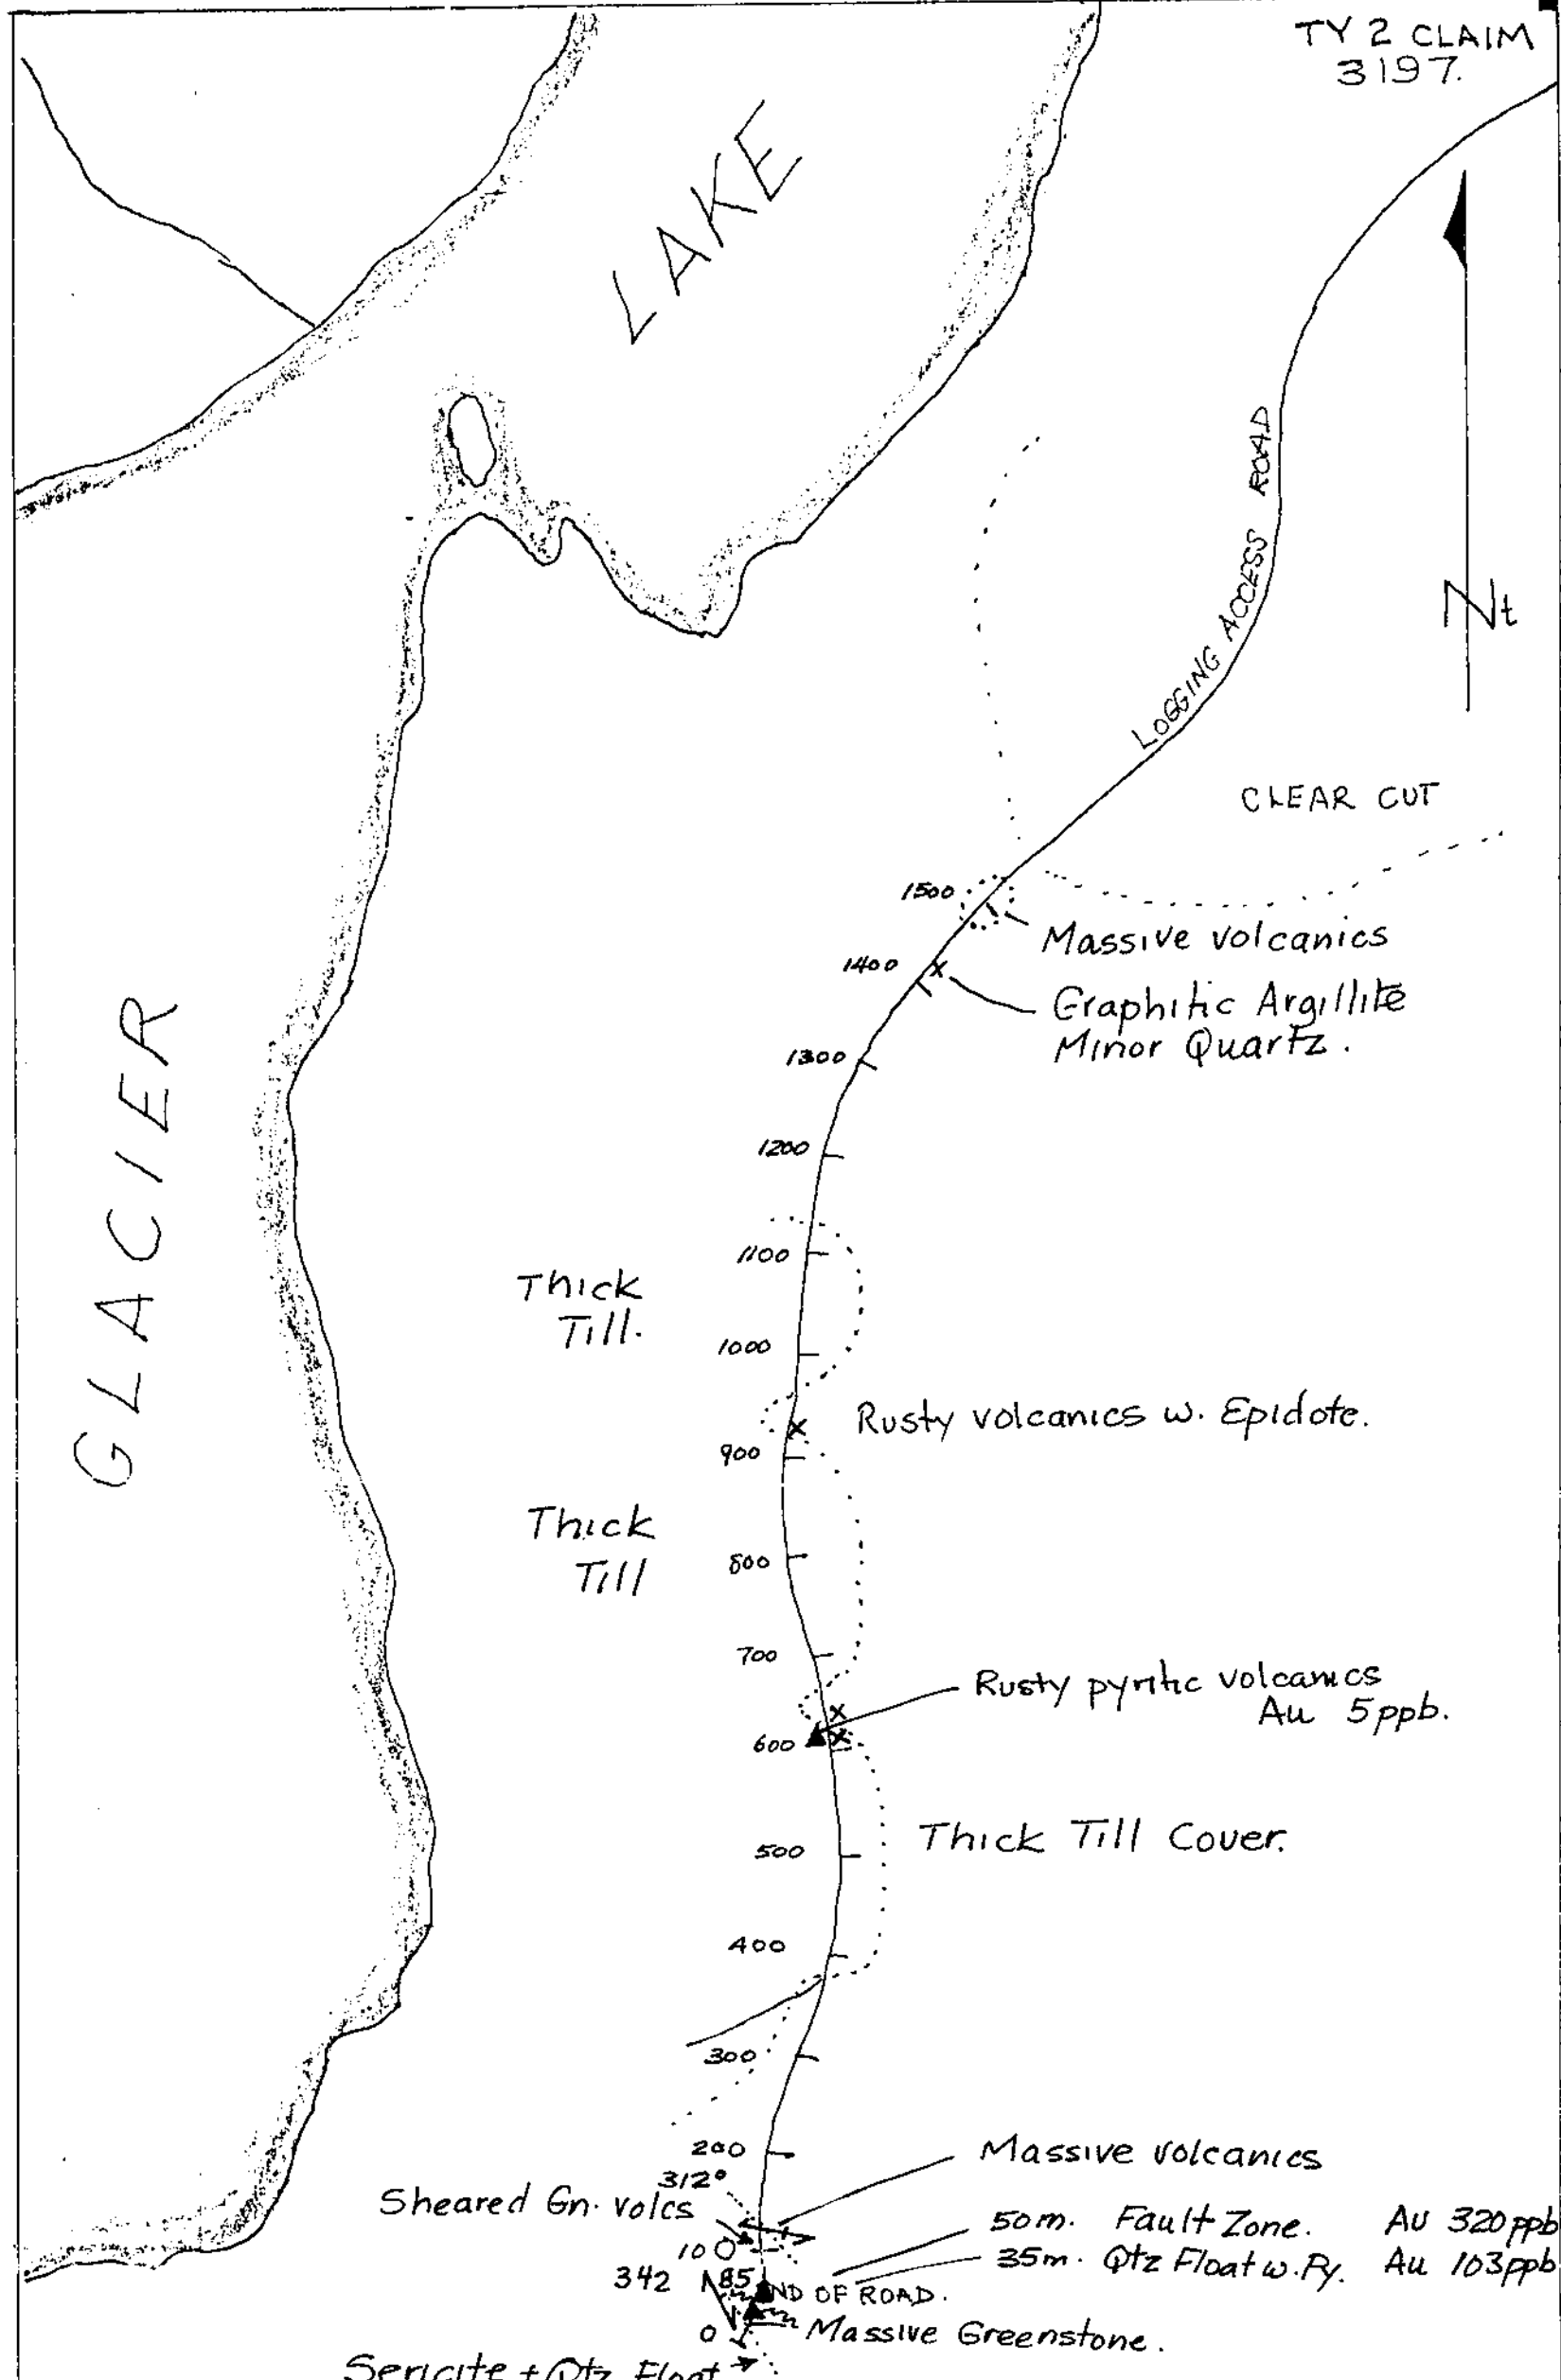 TY 2 CLAIM
3197.
LAKE
LOGGING ACCESS ROAD
Nt
CLEAR CUT
1500
Massive volcanics
1400
Graphitic Argillite
Minor Quartz.
1300
GLACIER
1200
1100
Thick
Till.
1000
Rusty volcanics w. Epidote.
900
Thick
Till
800
700
Rusty pyritic volcanics
Au 5ppb.
600
Thick Till Cover.
500
400
300
200
Massive volcanics
312°
Sheared Gn. volcs
50m. Fault Zone. Au 320ppb
100
35m. Qtz Float w. Py. Au 103ppb
342
85
END OF ROAD.
0
Massive Greenstone.
Sericite + Qtz Float